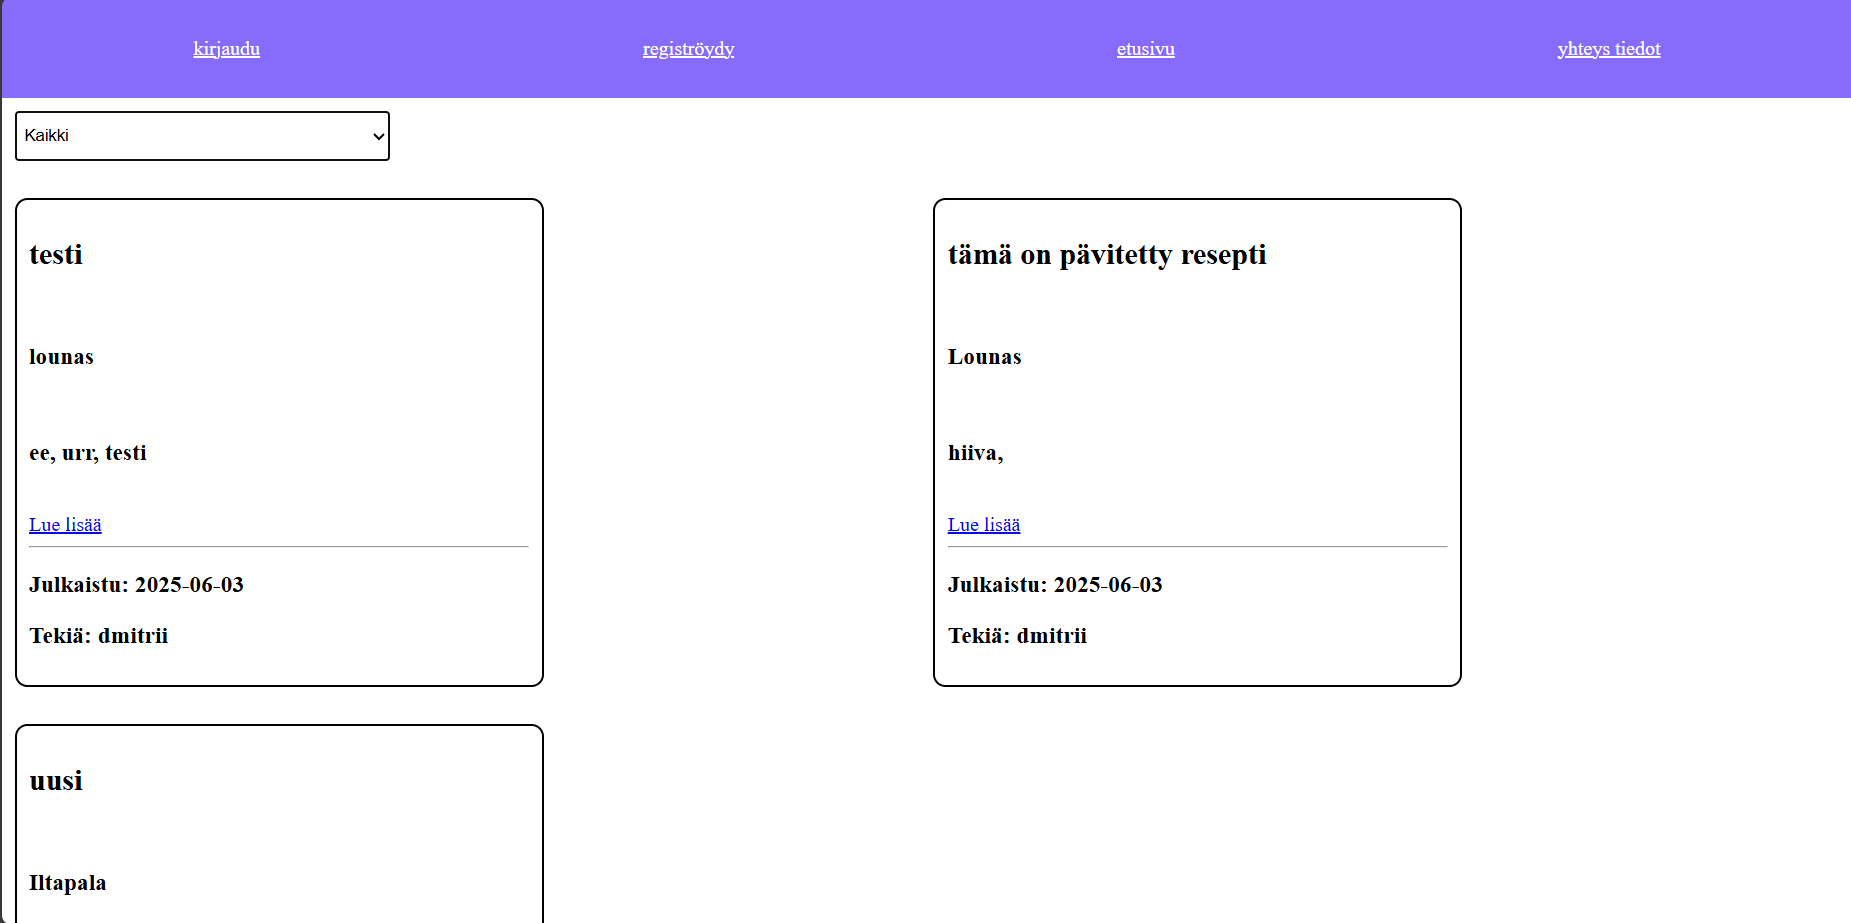 kirjaudu
registröydy
etusivu
yhteys tiedot
Kaikki
testi
lounas
ee, urr, testi
Lue lisää
Julkaistu: 2025-06-03
Tekiä: dmitrii
tämä on pävitetty resepti
Lounas
hiiva,
Lue lisää
Julkaistu: 2025-06-03
Tekiä: dmitrii
uusi
Iltapala